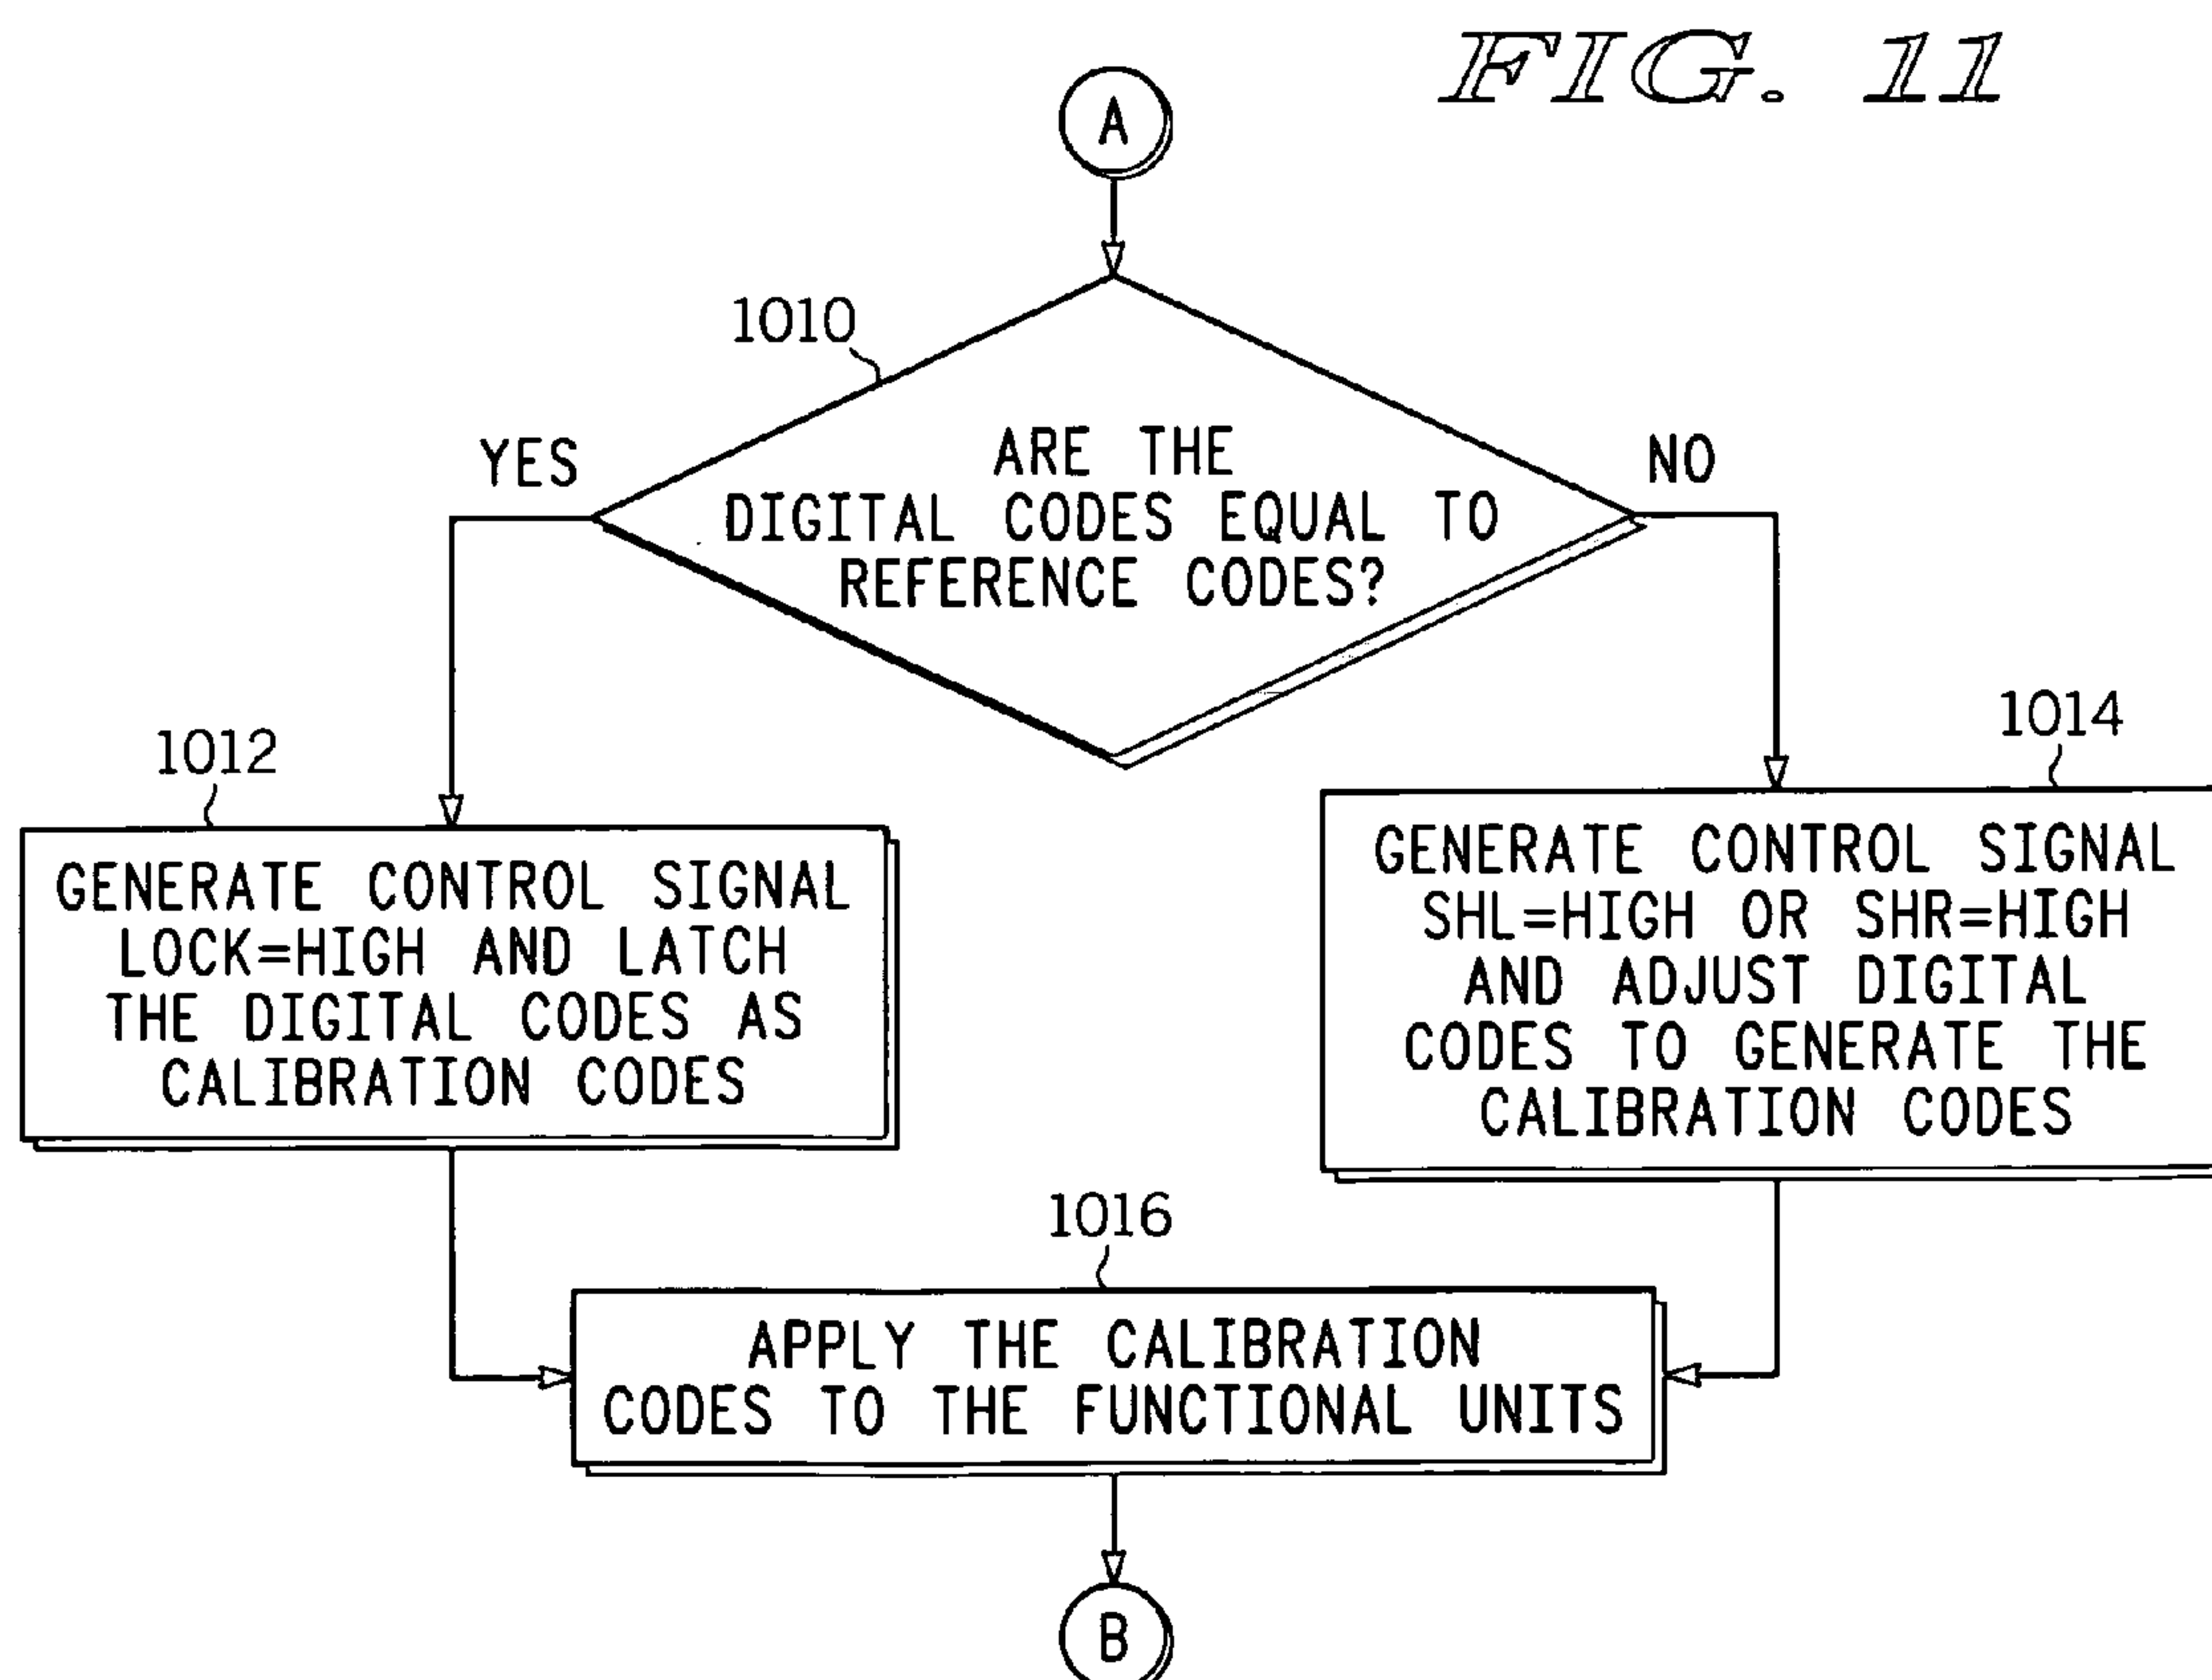 FIG. 11
A
1010
ARE THE
DIGITAL CODES EQUAL TO
REFERENCE CODES?
YES
NO
1012
GENERATE CONTROL SIGNAL
LOCK=HIGH AND LATCH
THE DIGITAL CODES AS
CALIBRATION CODES
1014
GENERATE CONTROL SIGNAL
SHL=HIGH OR SHR=HIGH
AND ADJUST DIGITAL
CODES TO GENERATE THE
CALIBRATION CODES
1016
APPLY THE CALIBRATION
CODES TO THE FUNCTIONAL UNITS
B